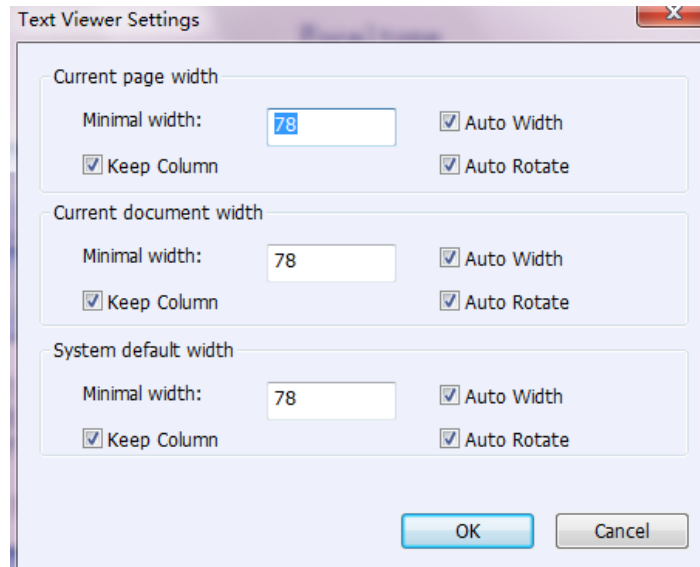 Text Viewer Settings
Current page width
Minimal width: 78 Auto Width
Keep Column Auto Rotate
Current document width
Minimal width: 78 Auto Width
Keep Column Auto Rotate
System default width
Minimal width: 78 Auto Width
Keep Column Auto Rotate
OK Cancel